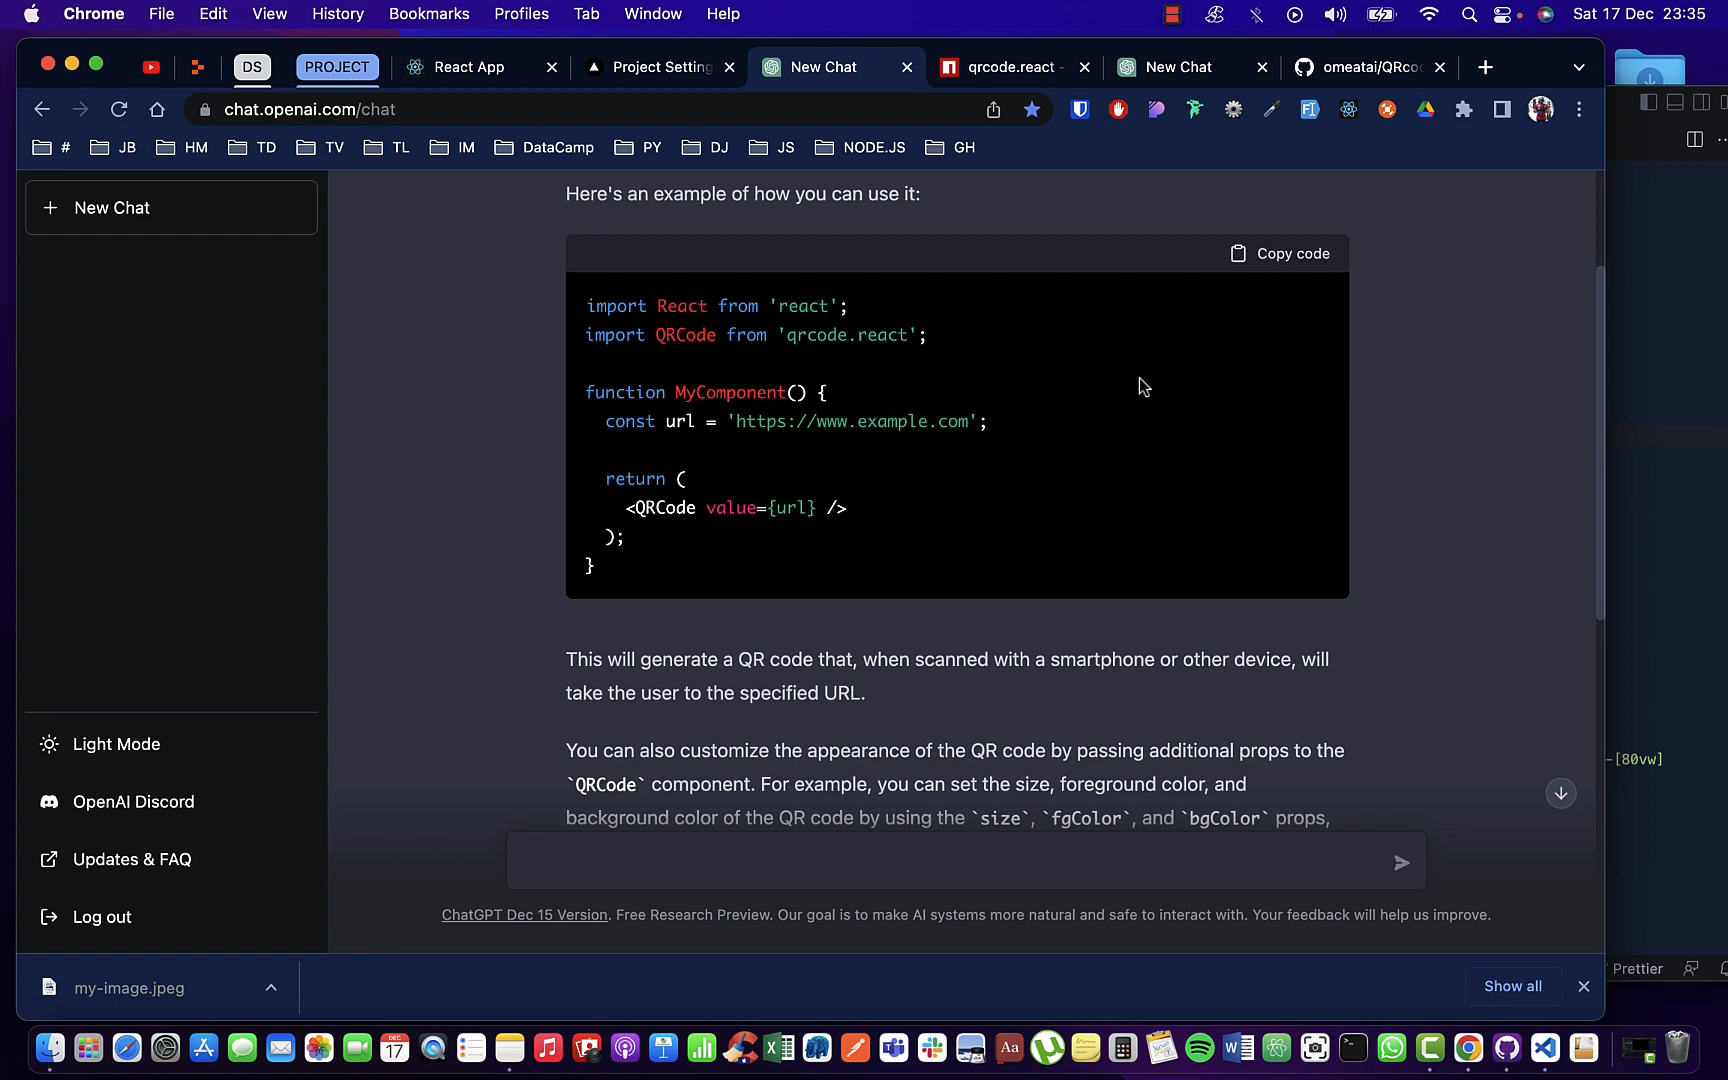 Chrome File Edit View History Bookmarks Profiles Tab Window Help Sat 17 Dec 23:35
DS PROJECT React App Project Setting New Chat qrcode.react - New Chat omeatai/QRco
chat.openai.com/chat
# JB HM TD TV TL IM DataCamp PY DJ JS NODE.JS GH
New Chat
Here's an example of how you can use it:
Copy code
import React from 'react';
import QRCode from 'qrcode.react';
function MyComponent() {
const url = 'https://www.example.com';
return (
<QRCode value={url} />
);
}
This will generate a QR code that, when scanned with a smartphone or other device, will
take the user to the specified URL.
You can also customize the appearance of the QR code by passing additional props to the
`QRCode` component. For example, you can set the size, foreground color, and
background color of the QR code by using the `size`, `fgColor`, and `bgColor` props,
Light Mode
OpenAI Discord
Updates & FAQ
Log out
-[80vw]
ChatGPT Dec 15 Version. Free Research Preview. Our goal is to make AI systems more natural and safe to interact with. Your feedback will help us improve.
Prettier
my-image.jpeg
Show all
DEC
17
Aa